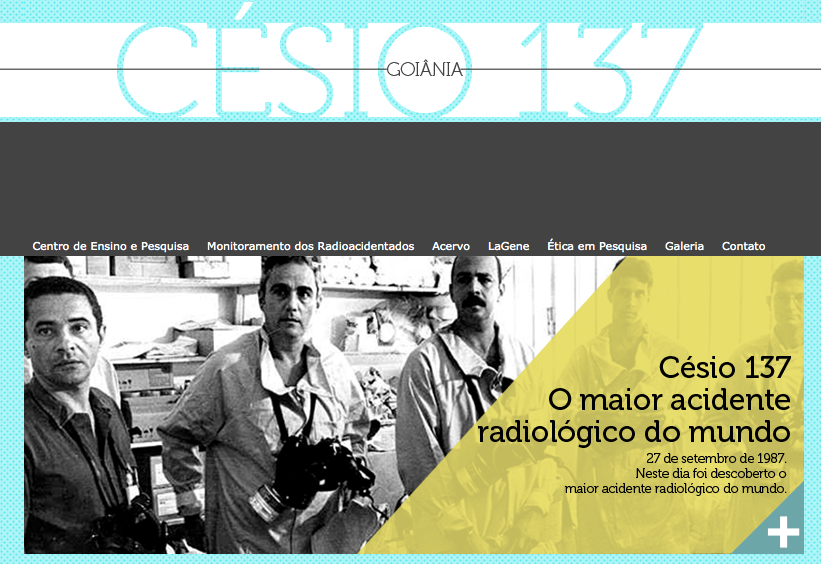 CÉSIO 137
GOIÂNIA
Centro de Ensino e Pesquisa Monitoramento dos Radioacidentados Acervo LaGene Ética em Pesquisa Galeria Contato
Césio 137
O maior acidente
radiológico do mundo
27 de setembro de 1987.
Neste dia foi descoberto o
maior acidente radiológico do mundo.
+